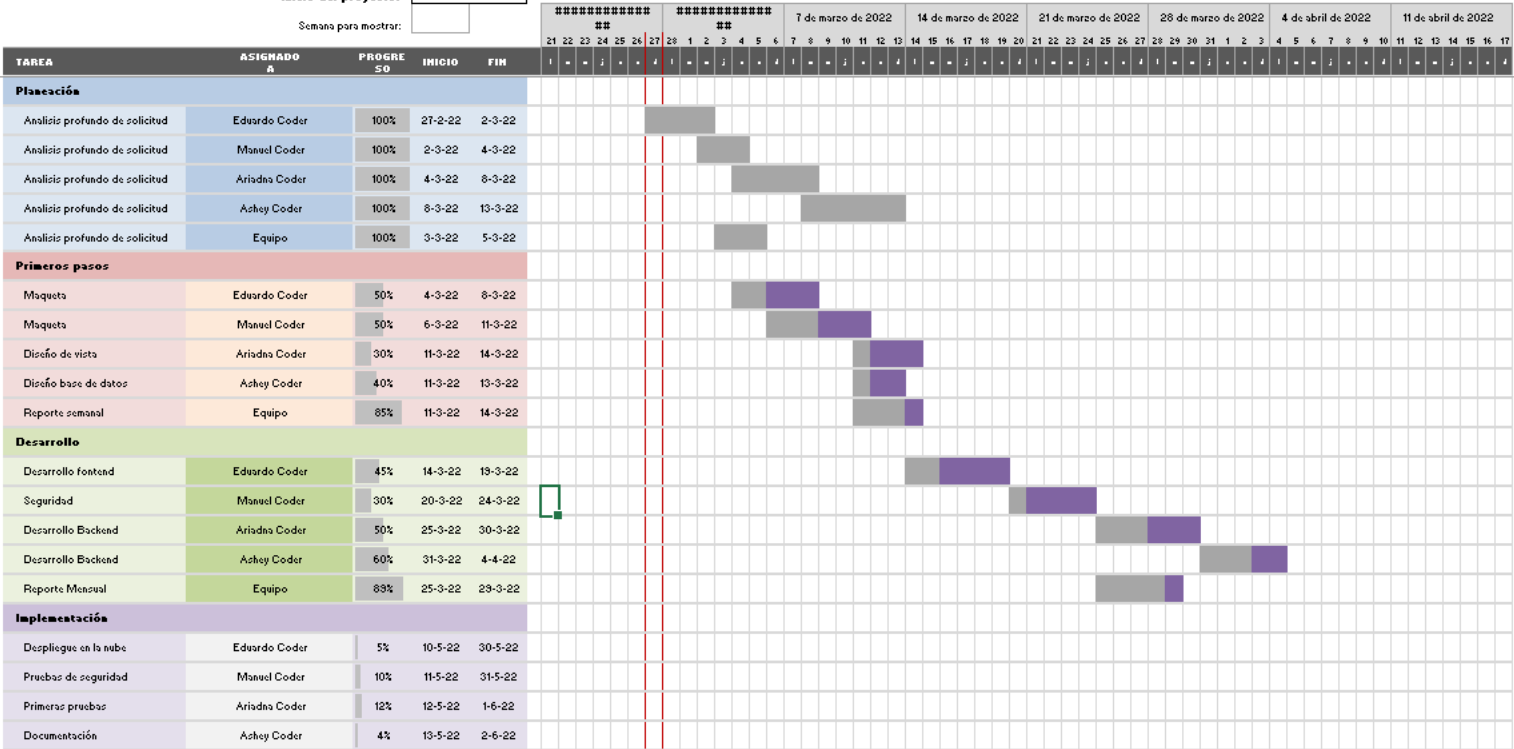 ############ ############ 7 de marzo de 2022 14 de marzo de 2022 21 de marzo de 2022 28 de marzo de 2022 4 de abril de 2022 11 de abril de 2022
## ##
Semana para mostrar:
21 22 23 24 25 26 27 28 1 2 3 4 5 6 7 8 9 10 11 12 13 14 15 16 17 18 19 20 21 22 23 24 25 26 27 28 29 30 31 1 2 3 4 5 6 7 8 9 10 11 12 13 14 15 16 17
TAREA ASIGNADO A PROGRE SO INICIO FIN
Planeación
Analisis profundo de solicitud Eduardo Coder 100% 27-2-22 2-3-22
Analisis profundo de solicitud Manuel Coder 100% 2-3-22 4-3-22
Analisis profundo de solicitud Ariadna Coder 100% 4-3-22 8-3-22
Analisis profundo de solicitud Ashey Coder 100% 8-3-22 13-3-22
Analisis profundo de solicitud Equipo 100% 3-3-22 5-3-22
Primeros pasos
Maqueta Eduardo Coder 50% 4-3-22 8-3-22
Maqueta Manuel Coder 50% 6-3-22 11-3-22
Diseño de vista Ariadna Coder 30% 11-3-22 14-3-22
Diseño base de datos Ashey Coder 40% 11-3-22 13-3-22
Reporte semanal Equipo 85% 11-3-22 14-3-22
Desarrollo
Desarrollo fontend Eduardo Coder 45% 14-3-22 19-3-22
Seguridad Manuel Coder 30% 20-3-22 24-3-22
Desarrollo Backend Ariadna Coder 50% 25-3-22 30-3-22
Desarrollo Backend Ashey Coder 60% 31-3-22 4-4-22
Reporte Mensual Equipo 89% 25-3-22 29-3-22
Implementación
Despliegue en la nube Eduardo Coder 5% 10-5-22 30-5-22
Pruebas de seguridad Manuel Coder 10% 11-5-22 31-5-22
Primeras pruebas Ariadna Coder 12% 12-5-22 1-6-22
Documentación Ashey Coder 4% 13-5-22 2-6-22